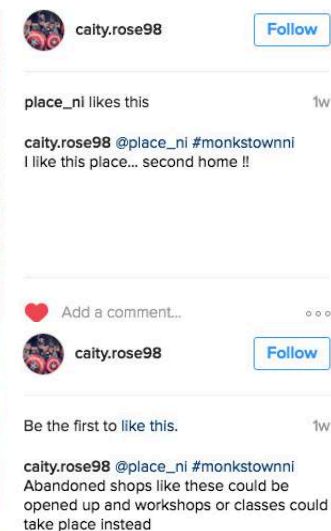 caity.rose98
Follow
place_ni likes this
1w
caity.rose98 @place_ni #monkstownni
I like this place... second home !!
Add a comment...
caity.rose98
Follow
Be the first to like this.
1w
caity.rose98 @place_ni #monkstownni
Abandoned shops like these could be
opened up and workshops or classes could
take place instead